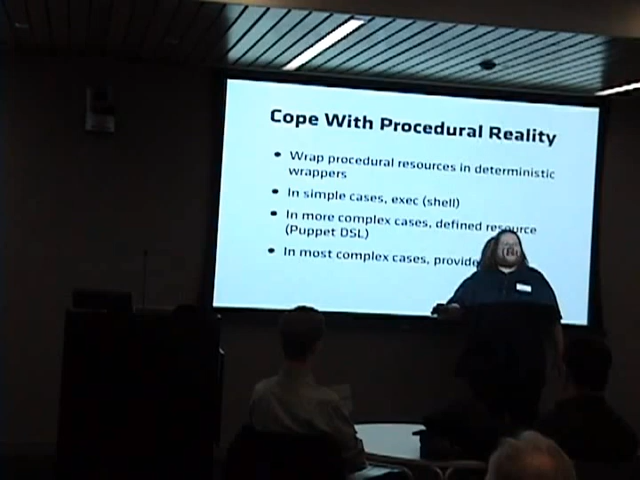 Cope With Procedural Reality
• Wrap procedural resources in deterministic
wrappers
• In simple cases, exec (shell)
• In more complex cases, defined resource
(Puppet DSL)
• In most complex cases, provide